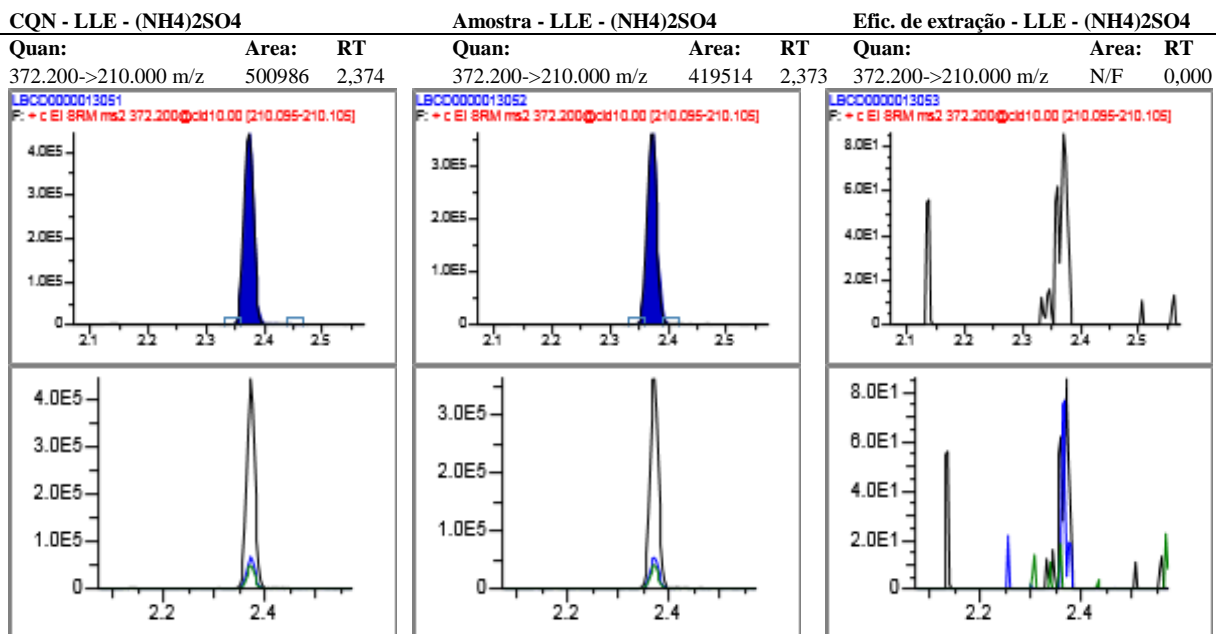 CQN - LLE - (NH4)2SO4 Amostra - LLE - (NH4)2SO4 Efic. de extração - LLE - (NH4)2SO4
Quan: Area: RT Quan: Area: RT Quan: Area: RT
372.200->210.000 m/z 500986 2,374 372.200->210.000 m/z 419514 2,373 372.200->210.000 m/z N/F 0,000
LBCD0000013051
F: + c EI SRM ms2 372.200@cid10.00 [210.095-210.105]
4.0E5
3.0E5
2.0E5
1.0E5
0
2.1 2.2 2.3 2.4 2.5
LBCD0000013052
F: + c EI SRM ms2 372.200@cid10.00 [210.095-210.105]
3.0E5
2.0E5
1.0E5
0
2.1 2.2 2.3 2.4 2.5
LBCD0000013053
F: + c EI SRM ms2 372.200@cid10.00 [210.095-210.105]
8.0E1
6.0E1
4.0E1
2.0E1
0
2.1 2.2 2.3 2.4 2.5
4.0E5
3.0E5
2.0E5
1.0E5
0
2.2 2.4
3.0E5
2.0E5
1.0E5
0
2.2 2.4
8.0E1
6.0E1
4.0E1
2.0E1
0
2.2 2.4